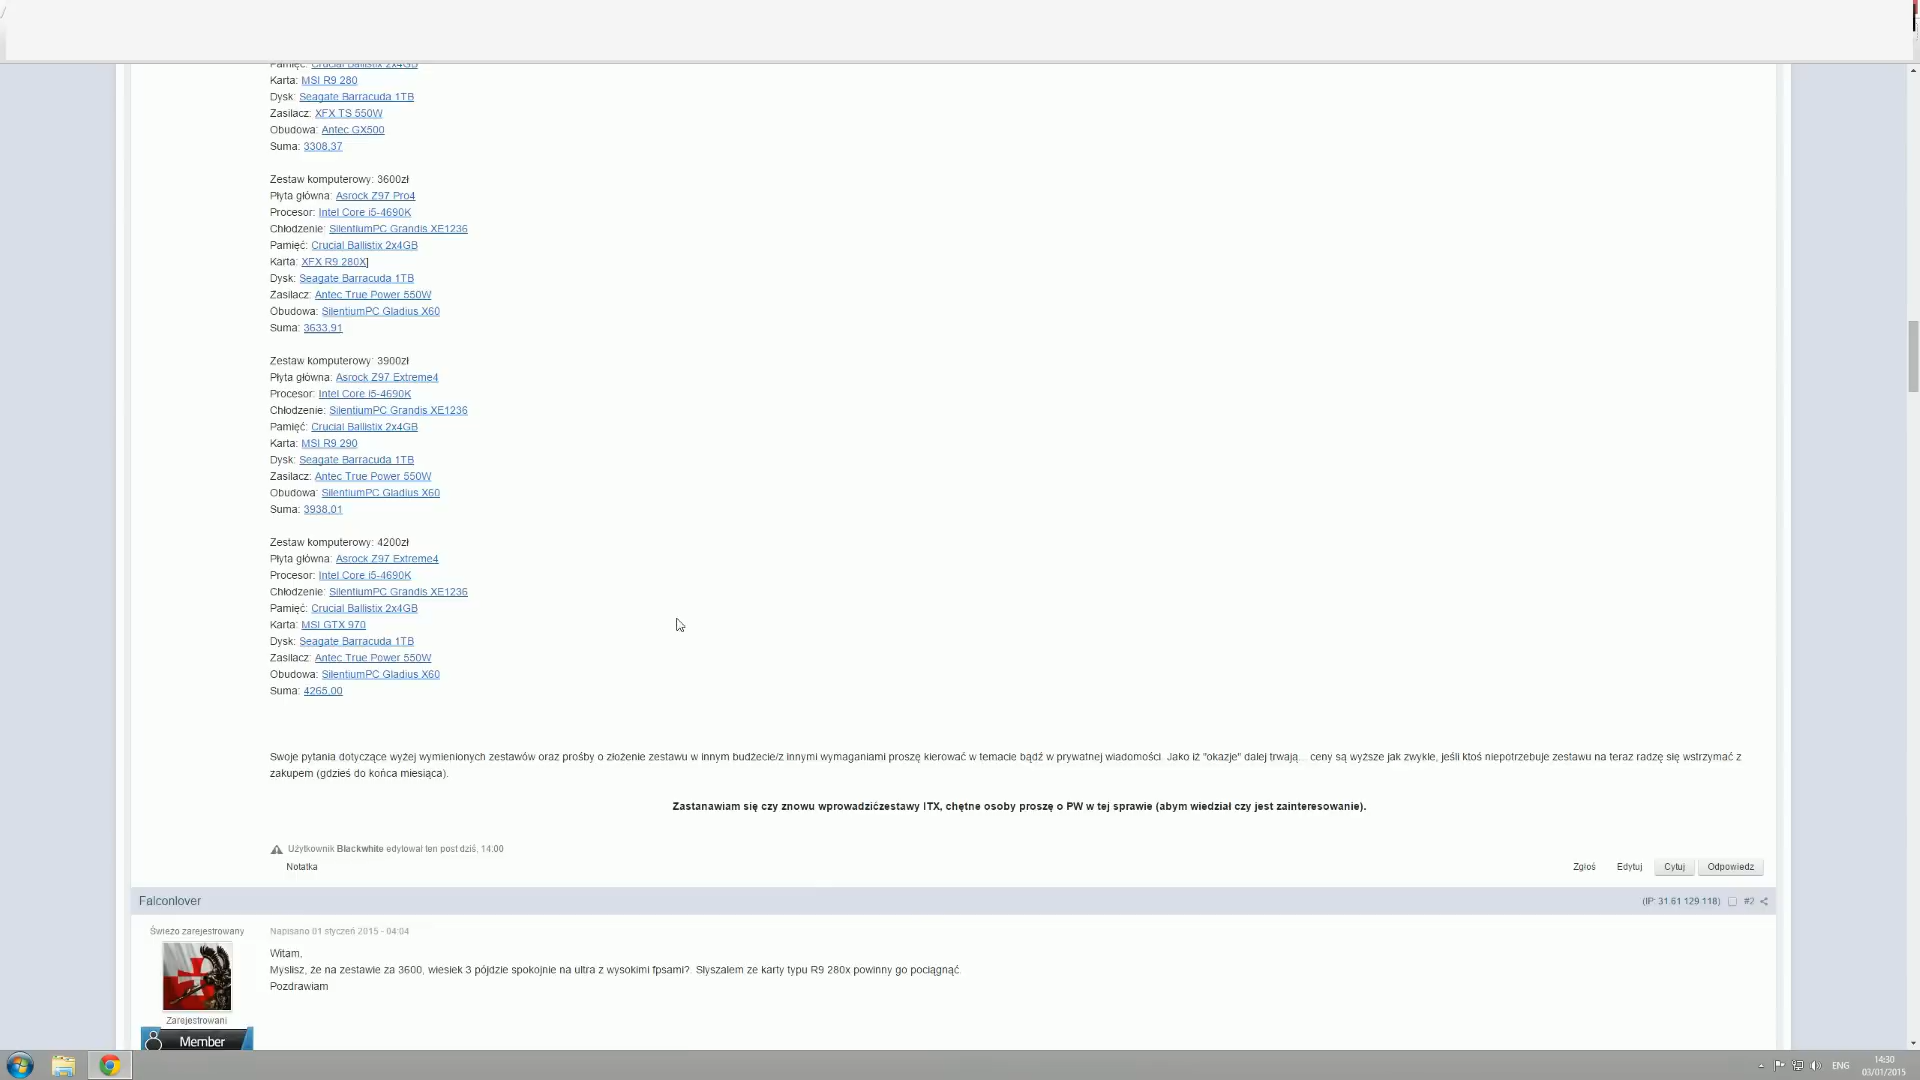 Pamięć: Crucial Ballistix 2x4GB
Karta: MSI R9 280
Dysk: Seagate Barracuda 1TB
Zasilacz: XFX TS 550W
Obudowa: Antec GX500
Suma: 3308,37
Zestaw komputerowy: 3600zł
Płyta główna: Asrock Z97 Pro4
Procesor: Intel Core i5-4690K
Chłodzenie: SilentiumPC Grandis XE1236
Pamięć: Crucial Ballistix 2x4GB
Karta: XFX R9 280X]
Dysk: Seagate Barracuda 1TB
Zasilacz: Antec True Power 550W
Obudowa: SilentiumPC Gladius X60
Suma: 3633,91
Zestaw komputerowy: 3900zł
Płyta główna: Asrock Z97 Extreme4
Procesor: Intel Core i5-4690K
Chłodzenie: SilentiumPC Grandis XE1236
Pamięć: Crucial Ballistix 2x4GB
Karta: MSI R9 290
Dysk: Seagate Barracuda 1TB
Zasilacz: Antec True Power 550W
Obudowa: SilentiumPC Gladius X60
Suma: 3938,01
Zestaw komputerowy: 4200zł
Płyta główna: Asrock Z97 Extreme4
Procesor: Intel Core i5-4690K
Chłodzenie: SilentiumPC Grandis XE1236
Pamięć: Crucial Ballistix 2x4GB
Karta: MSI GTX 970
Dysk: Seagate Barracuda 1TB
Zasilacz: Antec True Power 550W
Obudowa: SilentiumPC Gladius X60
Suma: 4265,00
Swoje pytania dotyczące wyżej wymienionych zestawów oraz prośby o złożenie zestawu w innym budżecie/z innymi wymaganiami proszę kierować w temacie bądź w prywatnej wiadomości. Jako iż "okazje" dalej trwają... ceny są wyższe jak zwykle, jeśli ktoś niepotrzebuje zestawu na teraz radzę się wstrzymać z
zakupem (gdzieś do końca miesiąca).
Zastanawiam się czy znowu wprowadzićzestawy ITX, chętne osoby proszę o PW w tej sprawie (abym wiedział czy jest zainteresowanie).
Użytkownik Blackwhite edytował ten post dziś, 14:00
Notatka
Zgłoś Edytuj Cytuj Odpowiedz
Falconlover
(IP: 31.61.129.118) #2
Świeżo zarejestrowany
Napisano 01 styczeń 2015 - 04:04
Witam,
Myslisz, że na zestawie za 3600, wiesiek 3 pójdzie spokojnie na ultra z wysokimi fpsami? Slyszalem ze karty typu R9 280x powinny go pociągnąć.
Pozdrawiam
Zarejestrowani
Member
ENG
14:30
03/01/2015